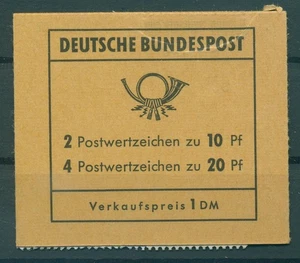 DEUTSCHE BUNDESPOST
2 Postwertzeichen zu 10 Pf
4 Postwertzeichen zu 20 Pf
Verkaufspreis 1 DM